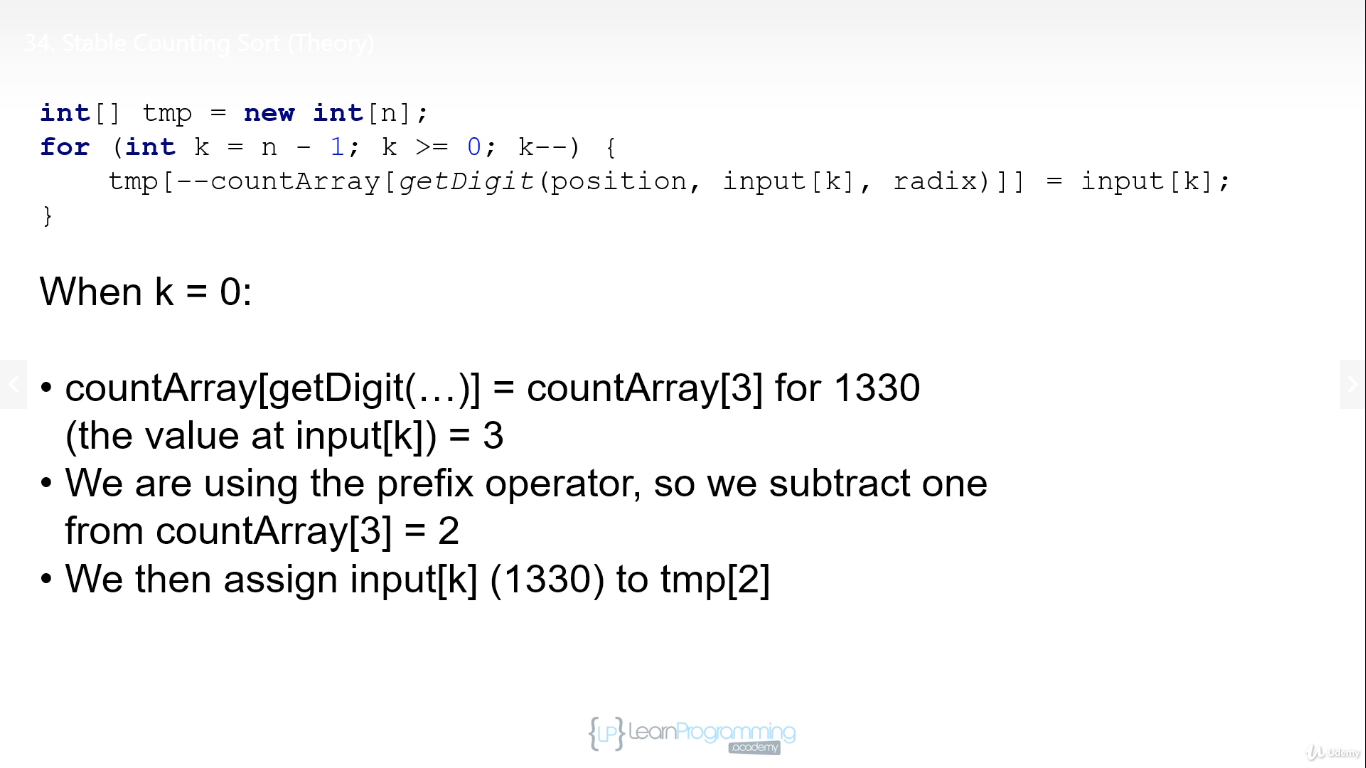 34. Stable Counting Sort (Theory)
int[] tmp = new int[n];
for (int k = n - 1; k >= 0; k--) {
    tmp[--countArray[getDigit(position, input[k], radix)]] = input[k];
}
When k = 0:
• countArray[getDigit(…)] = countArray[3] for 1330
(the value at input[k]) = 3
• We are using the prefix operator, so we subtract one
from countArray[3] = 2
• We then assign input[k] (1330) to tmp[2]
{LP} LearnProgramming
.academy
Udemy